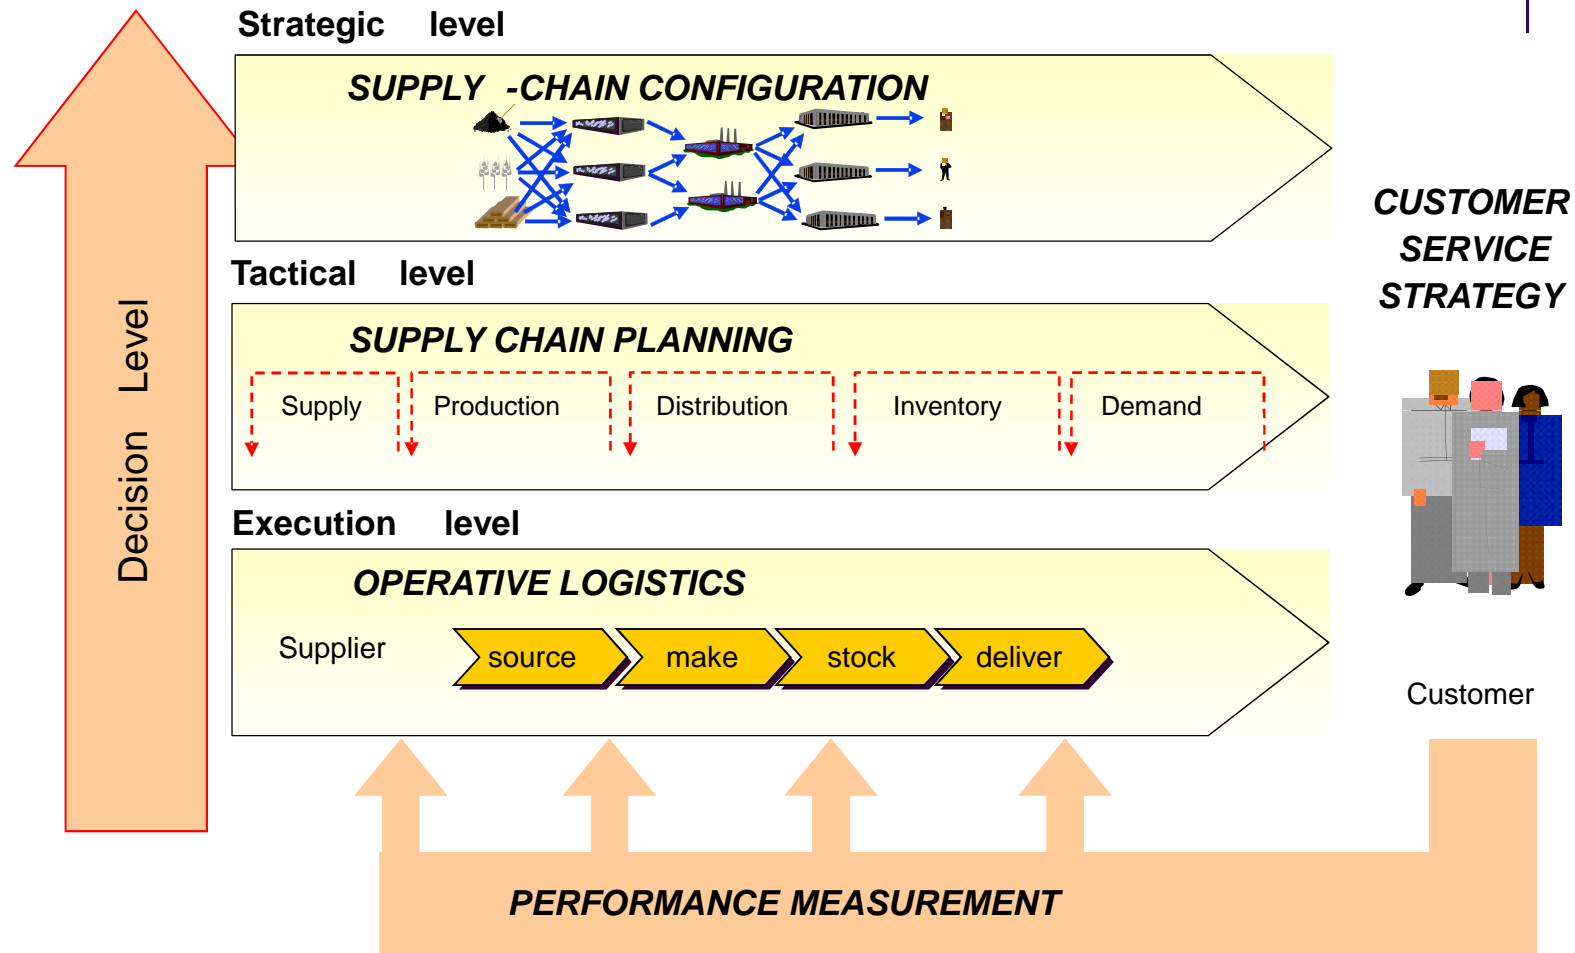 Strategic level
SUPPLY -CHAIN CONFIGURATION
Tactical level
SUPPLY CHAIN PLANNING
Supply
Production
Distribution
Inventory
Demand
Execution level
OPERATIVE LOGISTICS
Supplier
source
make
stock
deliver
Decision Level
CUSTOMER
SERVICE
STRATEGY
Customer
PERFORMANCE MEASUREMENT